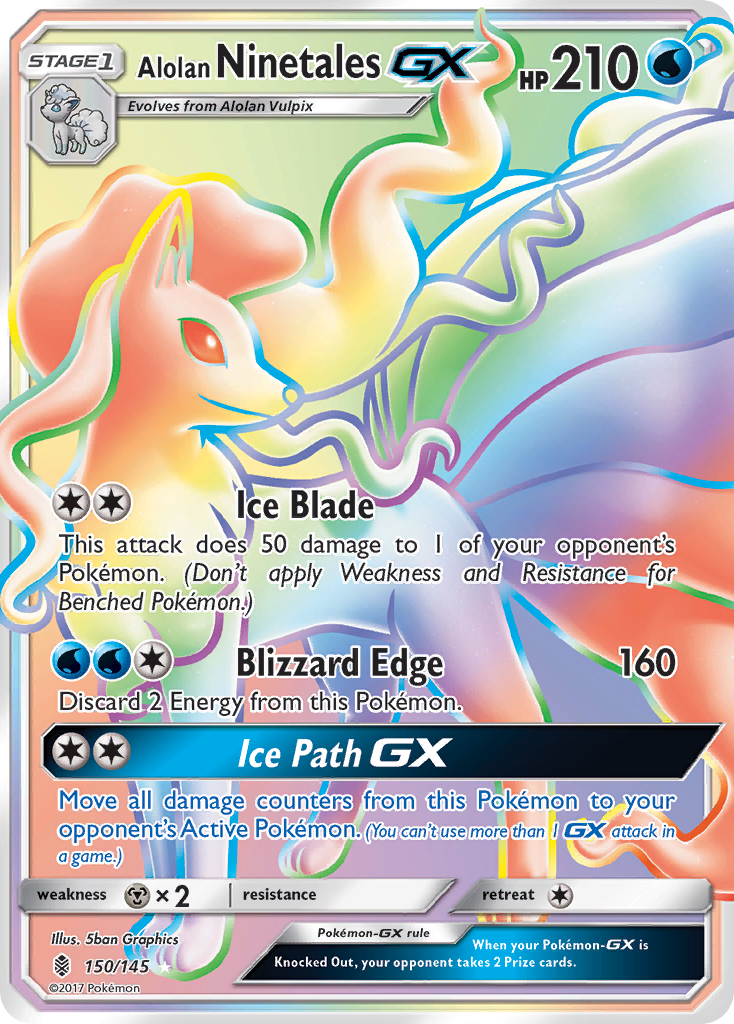 STAGE1 Alolan Ninetales GX HP210
Evolves from Alolan Vulpix
Ice Blade
This attack does 50 damage to 1 of your opponent's
Pokémon. (Don't apply Weakness and Resistance for
Benched Pokémon.)
Blizzard Edge 160
Discard 2 Energy from this Pokémon.
Ice Path GX
Move all damage counters from this Pokémon to your
opponent's Active Pokémon. (You can't use more than 1 GX attack in
a game.)
weakness ×2 resistance retreat
Illus. 5ban Graphics
Pokémon-GX rule
When your Pokémon-GX is
Knocked Out, your opponent takes 2 Prize cards.
150/145
©2017 Pokémon